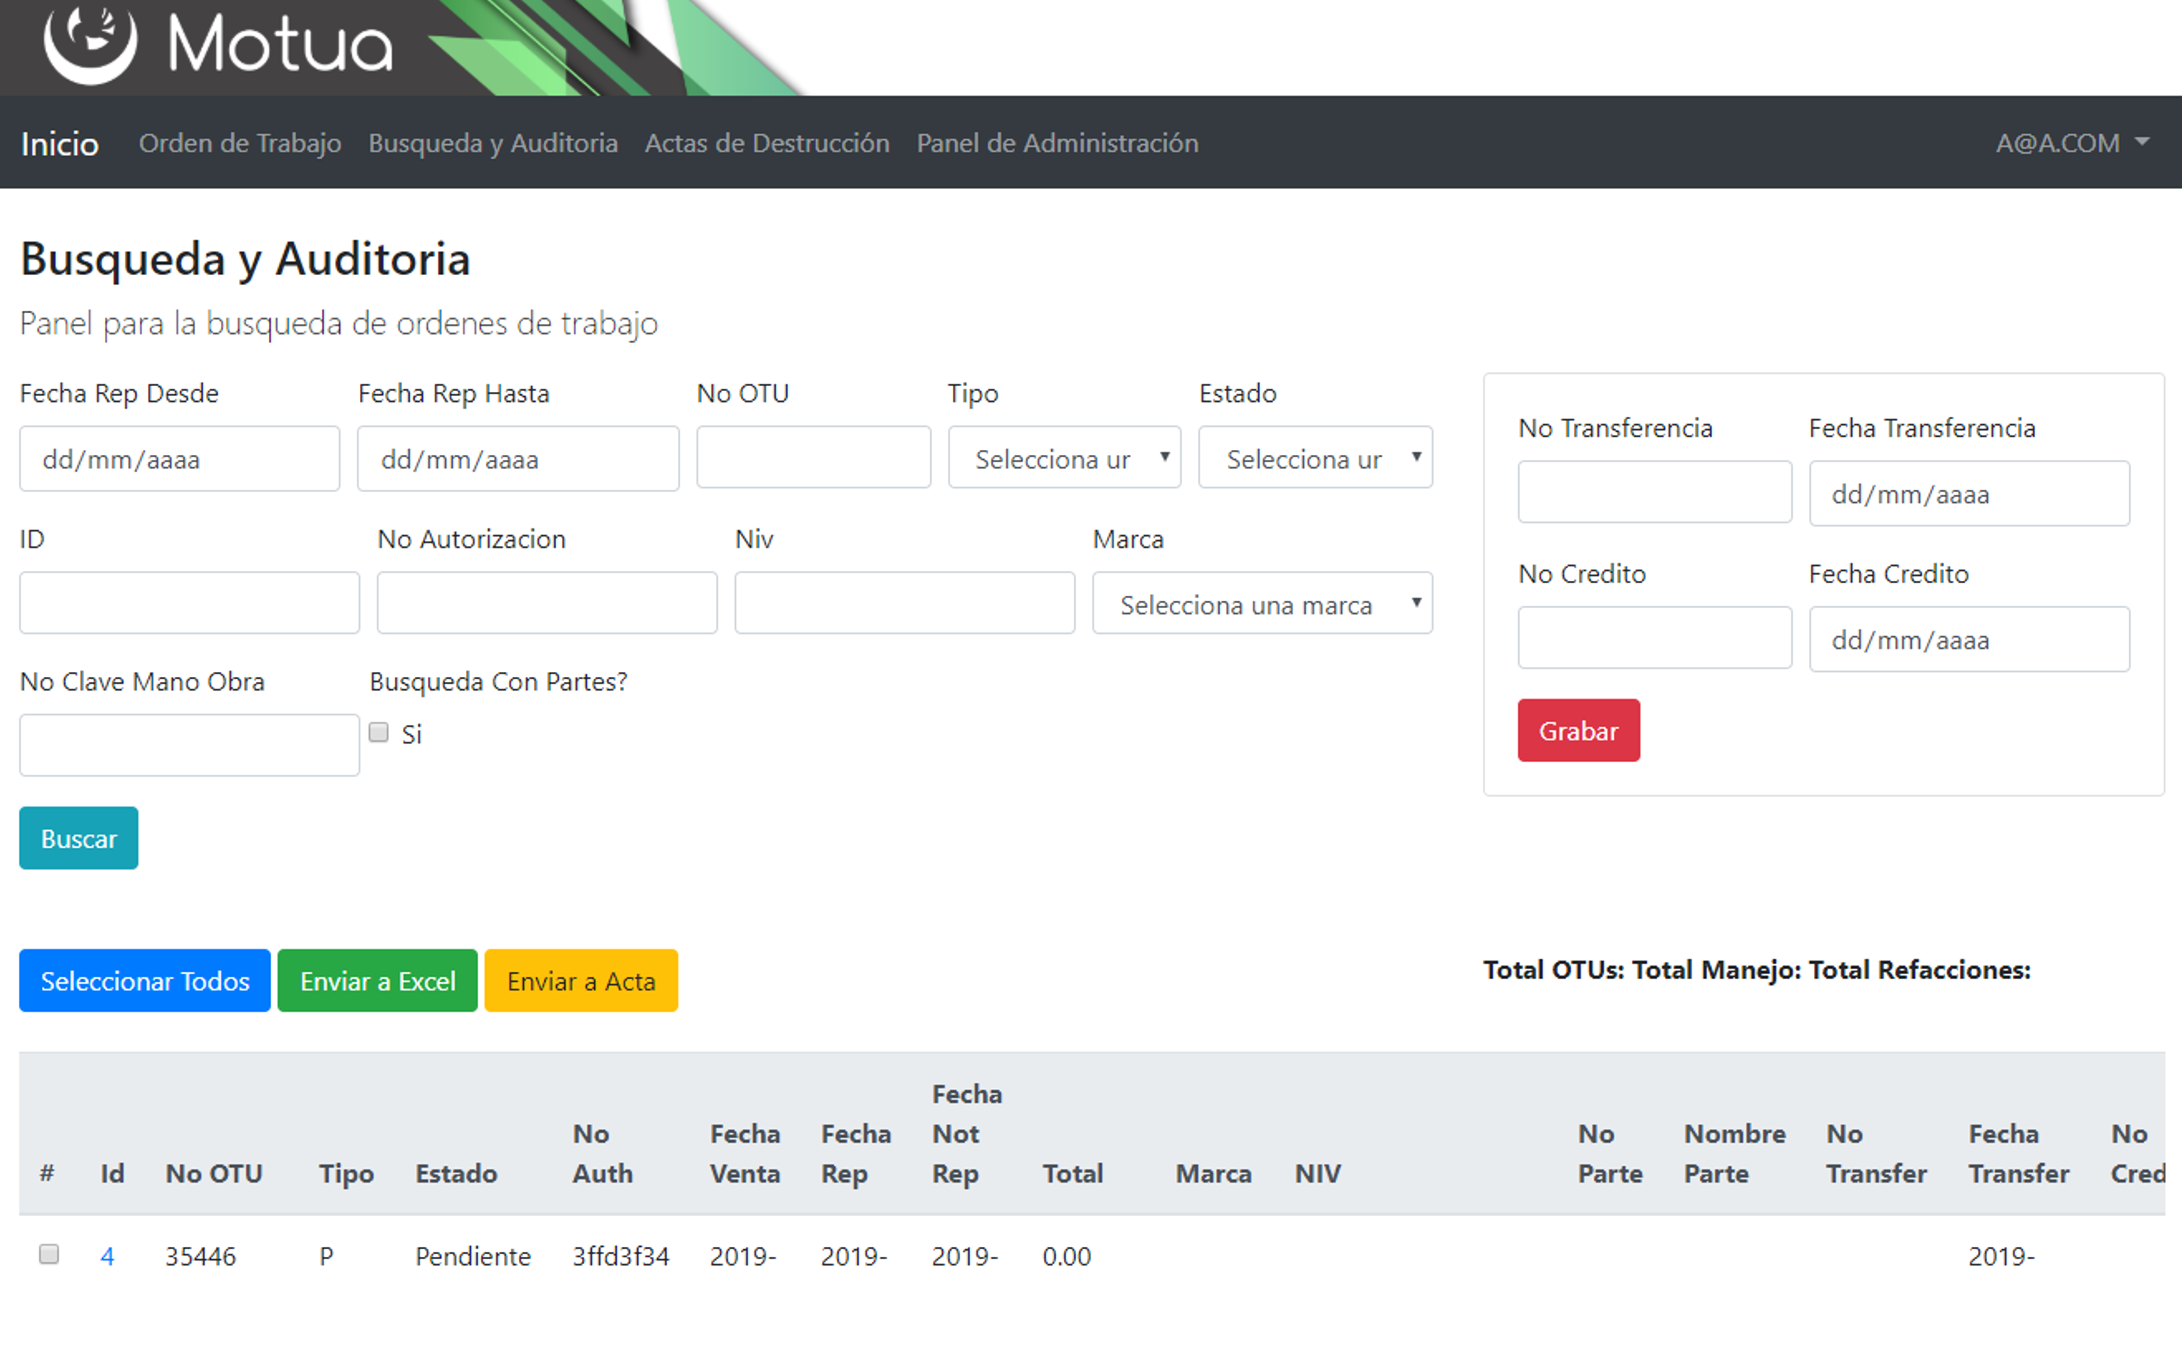 Motua
Inicio Orden de Trabajo Busqueda y Auditoria Actas de Destrucción Panel de Administración A@A.COM
Busqueda y Auditoria
Panel para la busqueda de ordenes de trabajo
Fecha Rep Desde Fecha Rep Hasta No OTU Tipo Estado
dd/mm/aaaa dd/mm/aaaa Selecciona ur Selecciona ur
ID No Autorizacion Niv Marca
Selecciona una marca
No Clave Mano Obra Busqueda Con Partes?
Si
Buscar
No Transferencia Fecha Transferencia
dd/mm/aaaa
No Credito Fecha Credito
dd/mm/aaaa
Grabar
Seleccionar Todos Enviar a Excel Enviar a Acta
Total OTUs: Total Manejo: Total Refacciones:
# Id No OTU Tipo Estado No Auth Fecha Venta Fecha Rep Fecha Not Rep Total Marca NIV No Parte Nombre Parte No Transfer Fecha Transfer No Cred
4 35446 P Pendiente 3ffd3f34 2019- 2019- 2019- 0.00 2019-